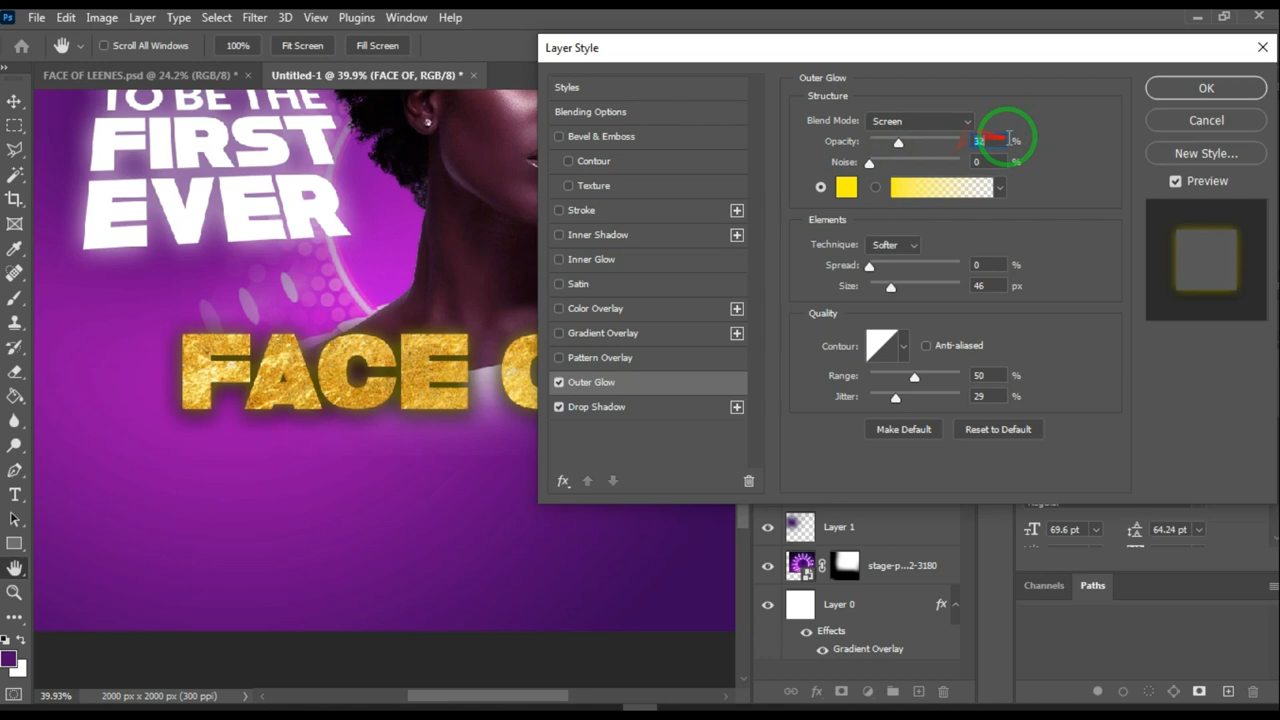 Ps File Edit Image Layer Type Select Filter 3D View Plugins Window Help
Scroll All Windows 100% Fit Screen Fill Screen
FACE OF LEENES.psd @ 24.2% (RGB/8) * × Untitled-1 @ 39.9% (FACE OF, RGB/8) * ×
TO BE THE
FIRST
EVER
FACE O
Layer Style
Styles
Blending Options
Bevel & Emboss
Contour
Texture
Stroke
Inner Shadow
Inner Glow
Satin
Color Overlay
Gradient Overlay
Pattern Overlay
Outer Glow
Drop Shadow
fx
Outer Glow
Structure
Blend Mode: Screen
Opacity: 32 %
Noise: 0 %
Elements
Technique: Softer
Spread: 0 %
Size: 46 px
Quality
Contour: Anti-aliased
Range: 50 %
Jitter: 29 %
Make Default Reset to Default
OK
Cancel
New Style...
Preview
Layer 1
stage-p...2-3180
Layer 0 fx
Effects
Gradient Overlay
fx
69.6 pt 64.24 pt
Channels Paths
39.93% 2000 px x 2000 px (300 ppi)